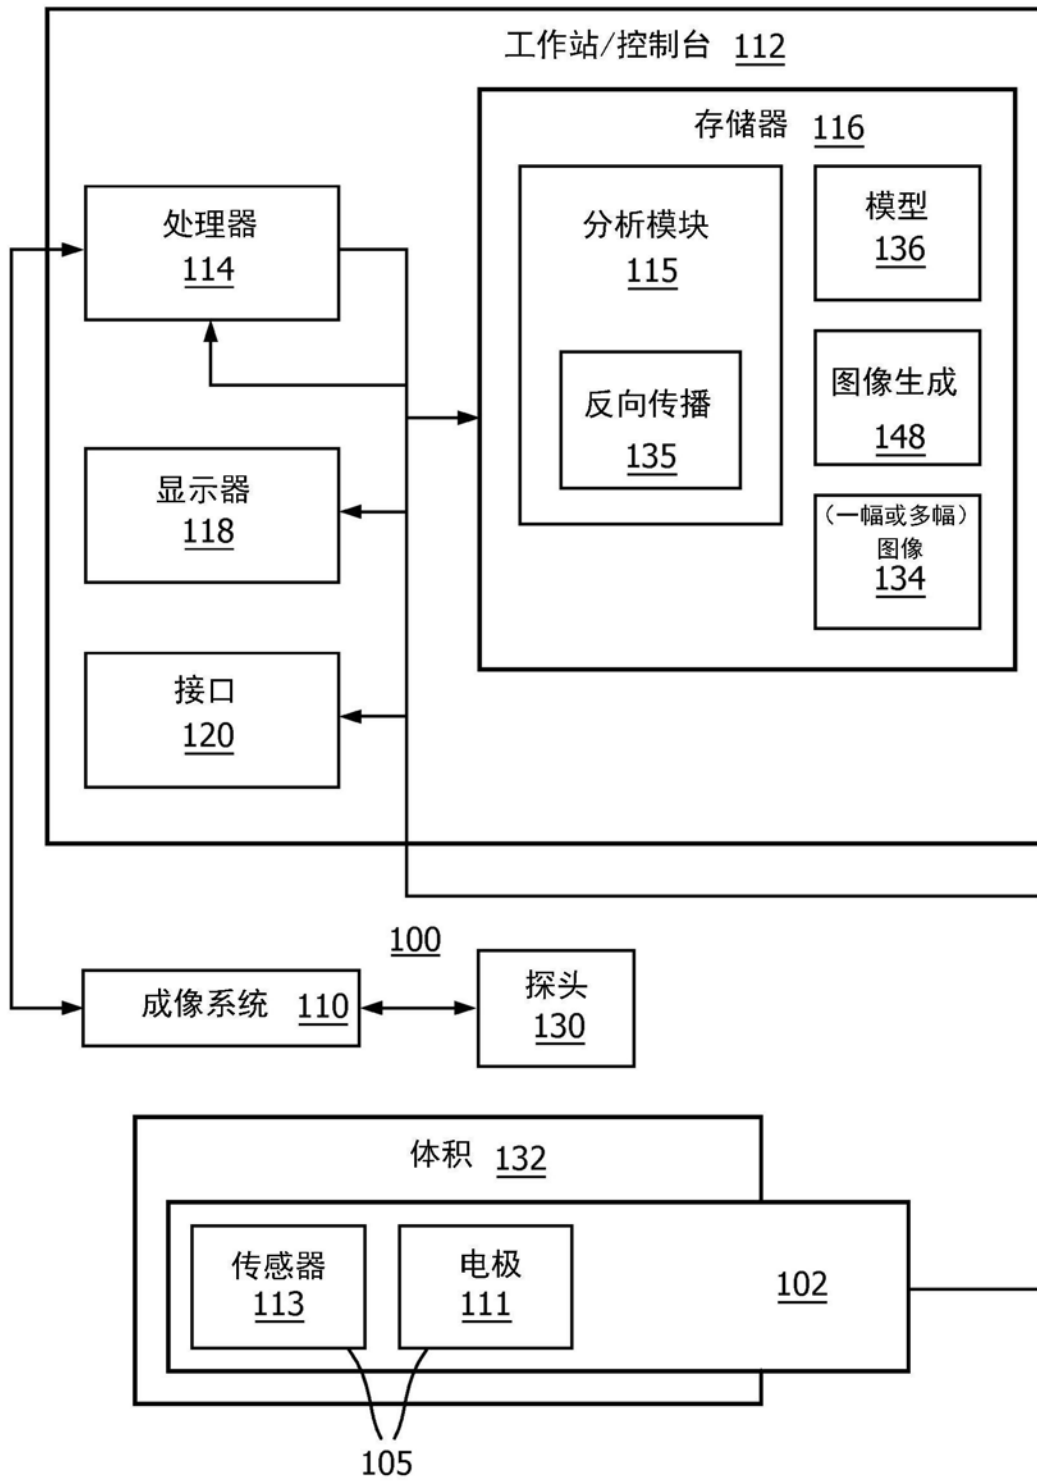 工作站/控制台 112
存储器 116
处理器
114
分析模块
115
模型
136
反向传播
135
图像生成
148
显示器
118
(一幅或多幅)
图像
134
接口
120
100
成像系统 110
探头
130
体积 132
传感器
113
电极
111
102
105